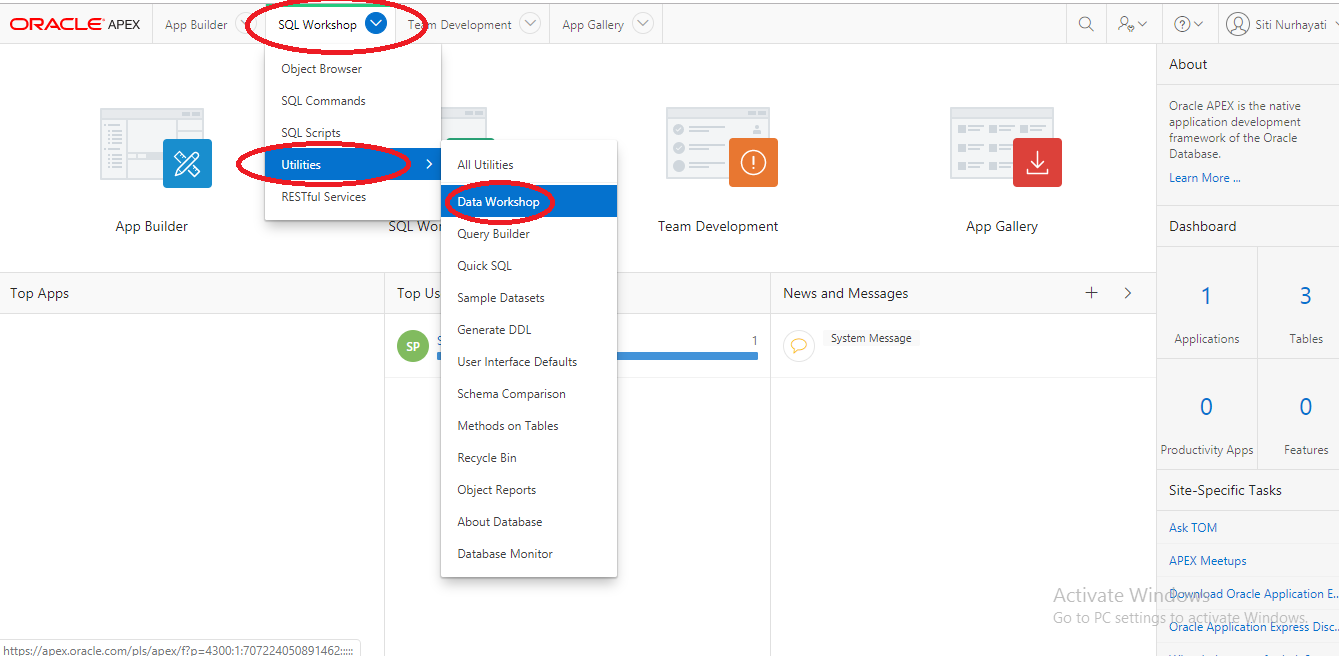 ORACLE APEX
App Builder
SQL Workshop
Team Development
App Gallery
Siti Nurhayati
Object Browser
SQL Commands
SQL Scripts
Utilities
RESTful Services
All Utilities
Data Workshop
Query Builder
Quick SQL
Sample Datasets
Generate DDL
User Interface Defaults
Schema Comparison
Methods on Tables
Recycle Bin
Object Reports
About Database
Database Monitor
App Builder
SQL Wor
Team Development
App Gallery
Top Apps
Top Us
SP
S
1
News and Messages
System Message
About
Oracle APEX is the native
application development
framework of the Oracle
Database.
Learn More ...
Dashboard
1
3
Applications
Tables
0
0
Productivity Apps
Features
Site-Specific Tasks
Ask TOM
APEX Meetups
Download Oracle Application E...
Oracle Application Express Disc...
Activate Windows
Go to PC settings to activate Windows.
https://apex.oracle.com/pls/apex/f?p=4300:1:707224050891462:::::